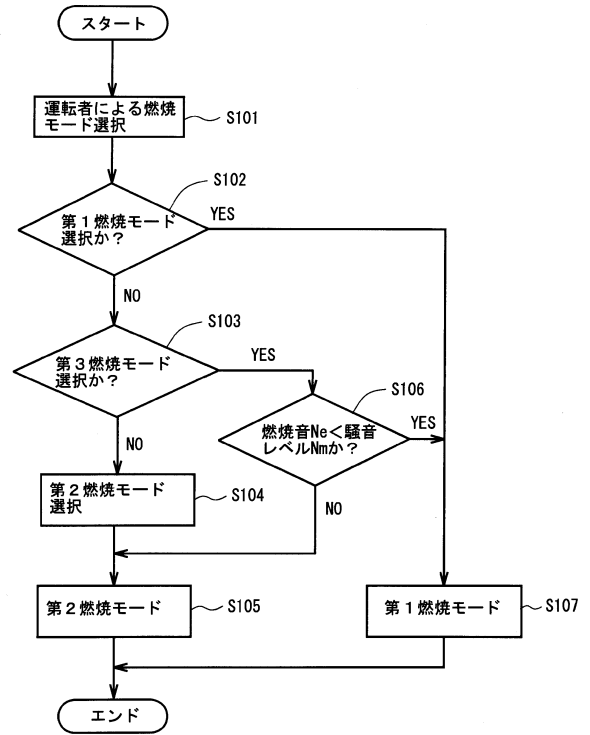 スタート
運転者による燃焼
モード選択
S101
S102
第1燃焼モード
選択か?
YES
NO
S103
第3燃焼モード
選択か?
YES
S106
燃焼音Ne<騒音
レベルNmか?
YES
NO
NO
第2燃焼モード
選択
S104
第2燃焼モード
S105
第1燃焼モード
S107
エンド